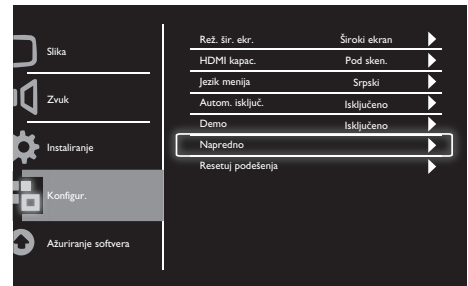 Slika
Zvuk
Instaliranje
Konfigur.
Ažuriranje softvera
Rež. šir. ekr. Široki ekran
HDMI kapac. Pod sken.
Jezik menija Srpski
Autom. isključ. Isključeno
Demo Isključeno
Napredno
Resetuj podešenja